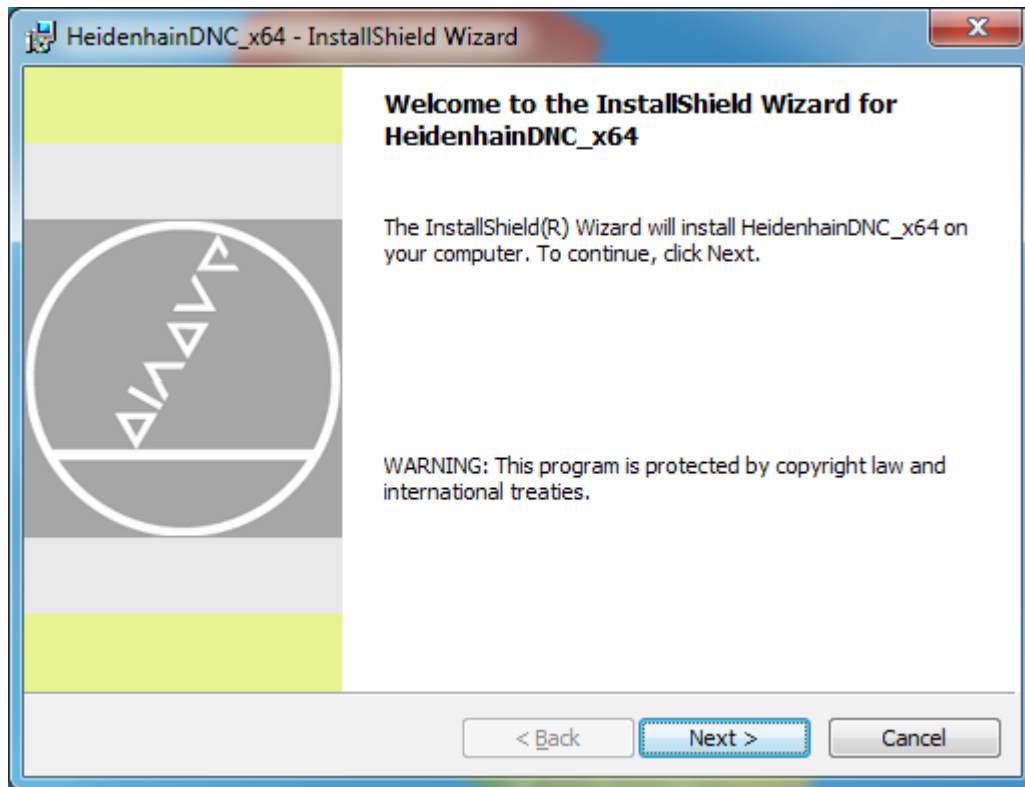 HeidenhainDNC_x64 - InstallShield Wizard
Welcome to the InstallShield Wizard for
HeidenhainDNC_x64
The InstallShield(R) Wizard will install HeidenhainDNC_x64 on
your computer. To continue, click Next.
WARNING: This program is protected by copyright law and
international treaties.
< Back
Next >
Cancel